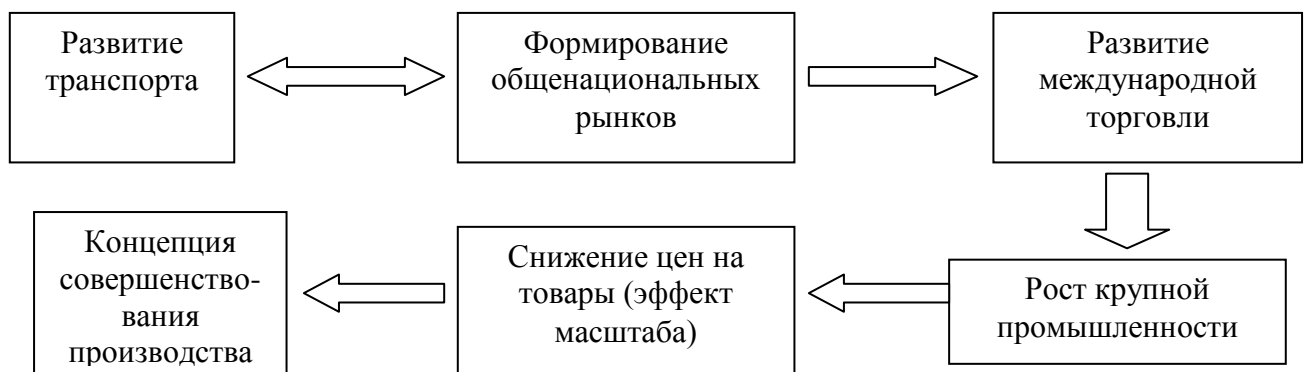 Развитие
транспорта
Формирование
общенациональных
рынков
Развитие
международной
торговли
Концепция
совершенство-
вания
производства
Снижение цен на
товары (эффект
масштаба)
Рост крупной
промышленности